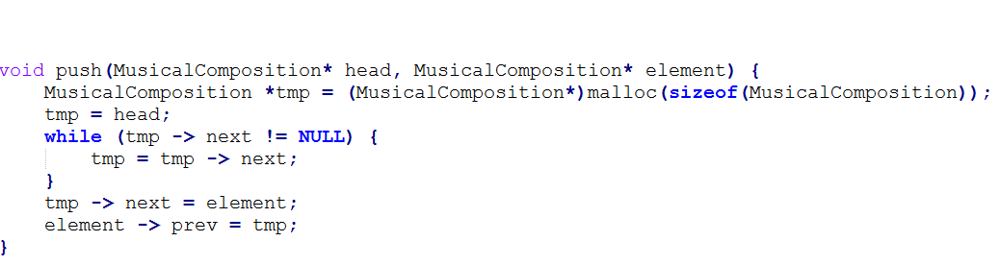 void push(MusicalComposition* head, MusicalComposition* element) {
    MusicalComposition *tmp = (MusicalComposition*)malloc(sizeof(MusicalComposition));
    tmp = head;
    while (tmp -> next != NULL) {
        tmp = tmp -> next;
    }
    tmp -> next = element;
    element -> prev = tmp;
}